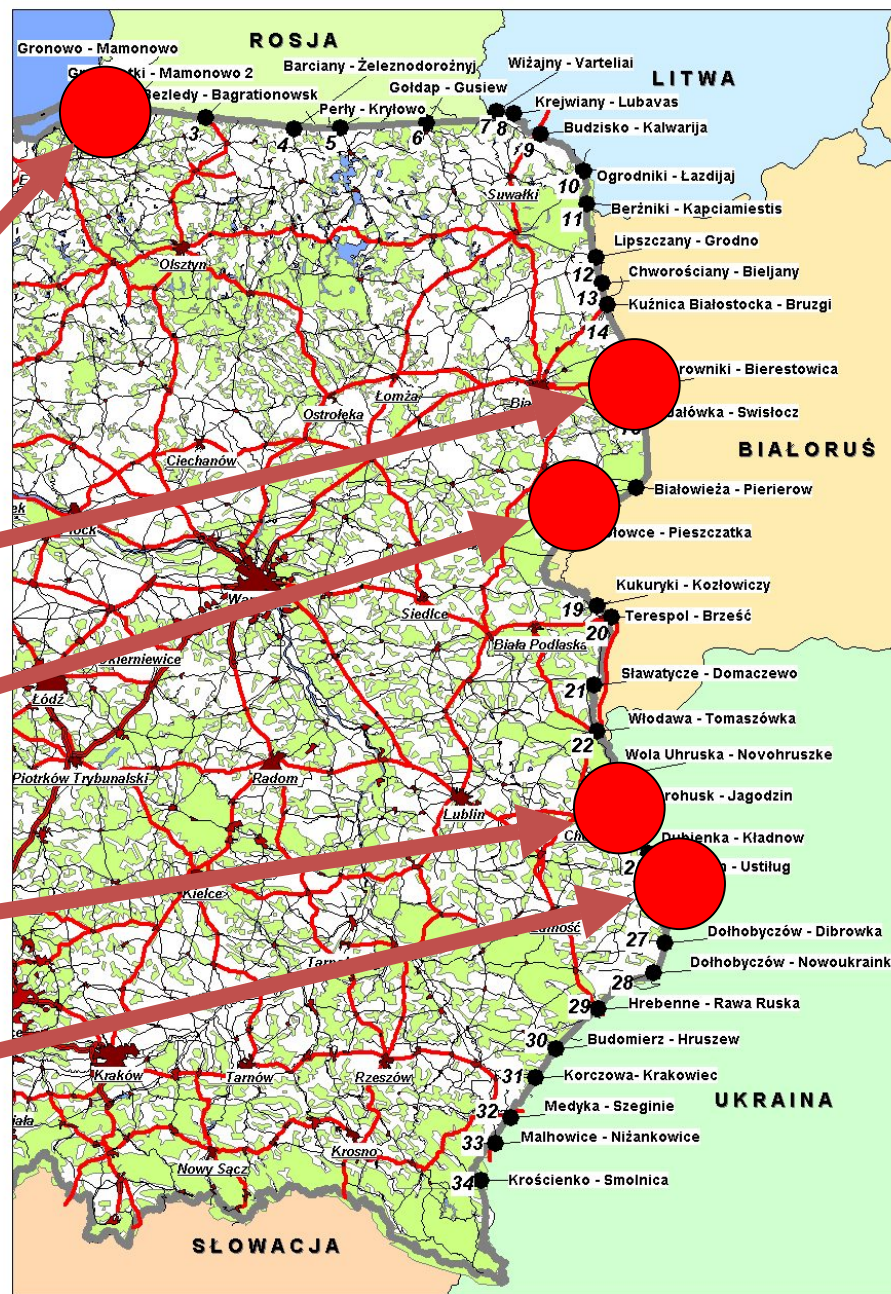 ROSJA
Gronowo - Mamonowo
Mamonowo 2
Bezledy - Bagrationowsk
3
Barciany - Żeleznodorożnyj
4
Perły - Kryłowo
5
Gołdap - Gusiew
6
Wiżajny - Varteliai
7
LITWA
Krejwiany - Lubavas
8
Budzisko - Kalwarija
9
Ogrodniki - Łazdijaj
10
Berżniki - Kapciamiestis
11
Lipszczany - Grodno
12
Chworościany - Bieljany
13
Kuźnica Białostocka - Bruzgi
14
Suwałki
Olsztyn
Bierestowica
Swisłocz
BIAŁORUŚ
Ostrołęka
Łomża
Ciechanów
Białowieża - Pierierow
Pieszczatka
Kukuryki - Kozłowiczy
19
Terespol - Brześć
20
Siedlce
Biała Podlaska
Sławatycze - Domaczewo
21
Włodawa - Tomaszówka
22
Łódź
Wola Uhruska - Novohruszke
Piotrków Trybunalski
Radom
Lublin
Jagodzin
Dubienka - Kładnow
Ustiług
Kielce
27
Dołhobyczów - Dibrowka
28
Dołhobyczów - Nowoukraink
29
Hrebenne - Rawa Ruska
30
Budomierz - Hruszew
31
Korczowa- Krakowiec
Kraków
Tarnów
Rzeszów
UKRAINA
32
Medyka - Szeginie
33
Malhowice - Niżankowice
Krosno
Nowy Sącz
34
Krościenko - Smolnica
SŁOWACJA